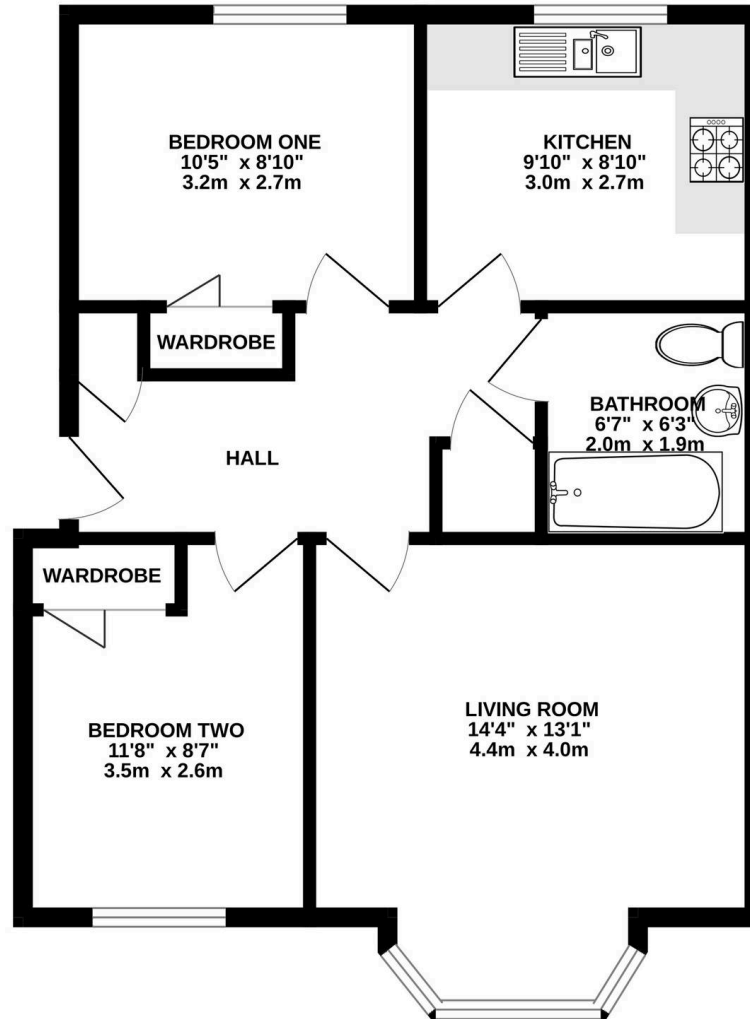 BEDROOM ONE
10'5" x 8'10"
3.2m x 2.7m
KITCHEN
9'10" x 8'10"
3.0m x 2.7m
WARDROBE
BATHROOM
6'7" x 6'3"
2.0m x 1.9m
HALL
WARDROBE
BEDROOM TWO
11'8" x 8'7"
3.5m x 2.6m
LIVING ROOM
14'4" x 13'1"
4.4m x 4.0m